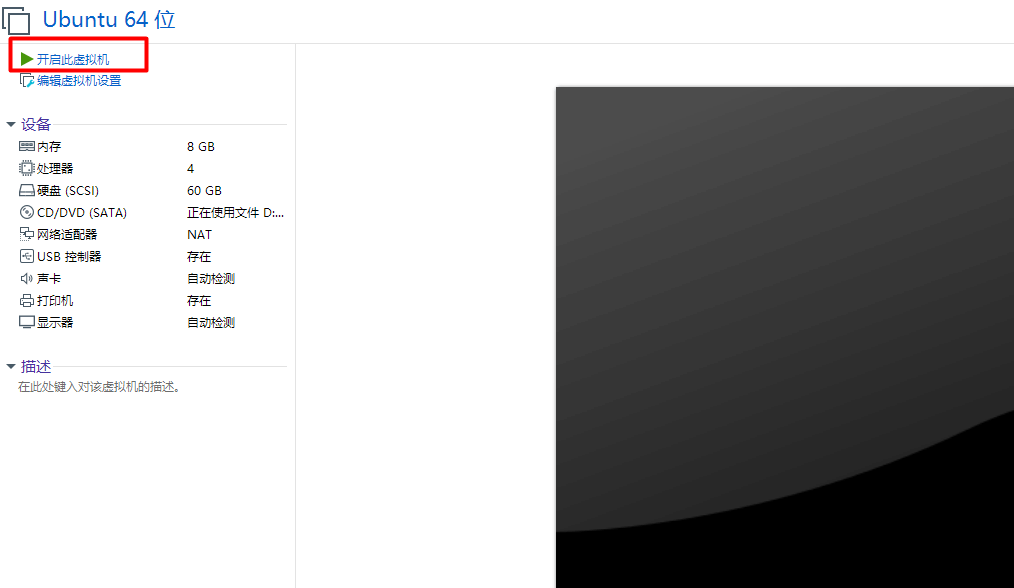 Ubuntu 64 位
开启此虚拟机
编辑虚拟机设置
设备
内存 8 GB
处理器 4
硬盘 (SCSI) 60 GB
CD/DVD (SATA) 正在使用文件 D:...
网络适配器 NAT
USB 控制器 存在
声卡 自动检测
打印机 存在
显示器 自动检测
描述
在此处键入对该虚拟机的描述。